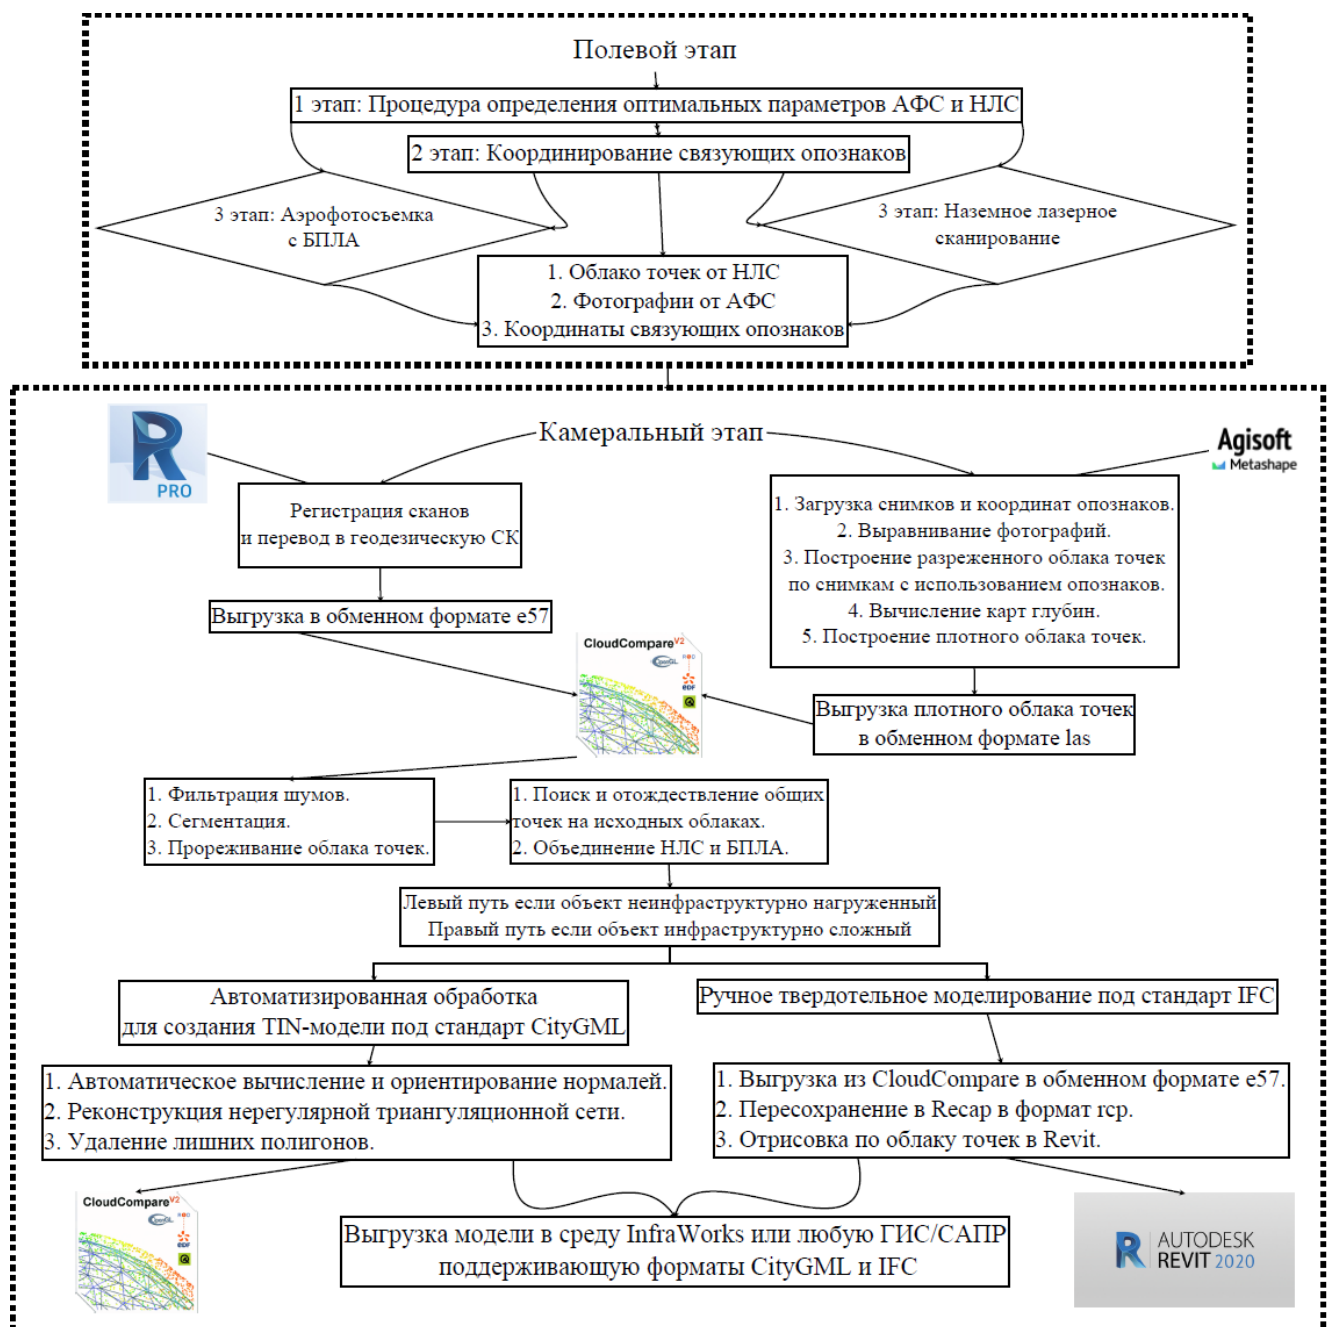 Полевой этап
1 этап: Процедура определения оптимальных параметров АФС и НЛС
2 этап: Координирование связующих опознаков
3 этап: Аэрофотосъемка
с БПЛА
3 этап: Наземное лазерное
сканирование
1. Облако точек от НЛС
2. Фотографии от АФС
3. Координаты связующих опознаков
Камеральный этап
R
PRO
Agisoft
Metashape
Регистрация сканов
и перевод в геодезическую СК
1. Загрузка снимков и координат опознаков.
2. Выравнивание фотографий.
3. Построение разреженного облака точек
по снимкам с использованием опознаков.
4. Вычисление карт глубин.
5. Построение плотного облака точек.
Выгрузка в обменном формате e57
CloudCompareV2
OpenGL
EDF
Выгрузка плотного облака точек
в обменном формате las
1. Фильтрация шумов.
2. Сегментация.
3. Прореживание облака точек.
1. Поиск и отождествление общих
точек на исходных облаках.
2. Объединение НЛС и БПЛА.
Левый путь если объект неинфраструктурно нагруженный
Правый путь если объект инфраструктурно сложный
Автоматизированная обработка
для создания TIN-модели под стандарт CityGML
Ручное твердотельное моделирование под стандарт IFC
1. Автоматическое вычисление и ориентирование нормалей.
2. Реконструкция нерегулярной триангуляционной сети.
3. Удаление лишних полигонов.
1. Выгрузка из CloudCompare в обменном формате e57.
2. Пересохранение в Recap в формат rcp.
3. Отрисовка по облаку точек в Revit.
CloudCompareV2
EDF
Выгрузка модели в среду InfraWorks или любую ГИС/САПР
поддерживающую форматы CityGML и IFC
R
AUTODESK
REVIT 2020